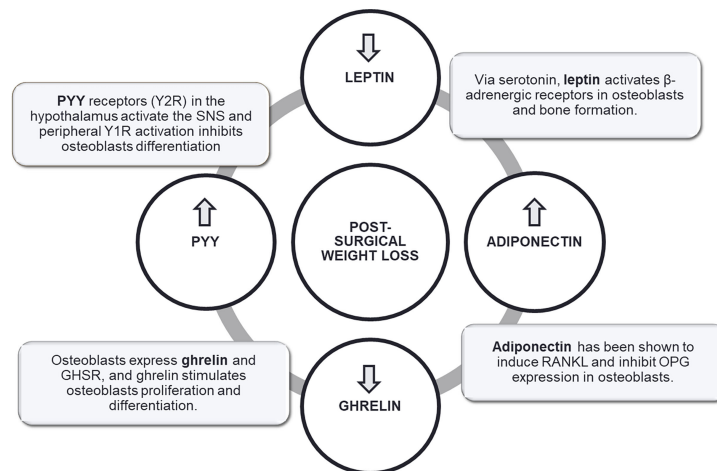 LEPTIN
Via serotonin, leptin activates β-
adrenergic receptors in osteoblasts
and bone formation.
PYY receptors (Y2R) in the
hypothalamus activate the SNS and
peripheral Y1R activation inhibits
osteoblasts differentiation
PYY
POST-
SURGICAL
WEIGHT LOSS
ADIPONECTIN
Osteoblasts express ghrelin and
GHSR, and ghrelin stimulates
osteoblasts proliferation and
differentiation.
GHRELIN
Adiponectin has been shown to
induce RANKL and inhibit OPG
expression in osteoblasts.